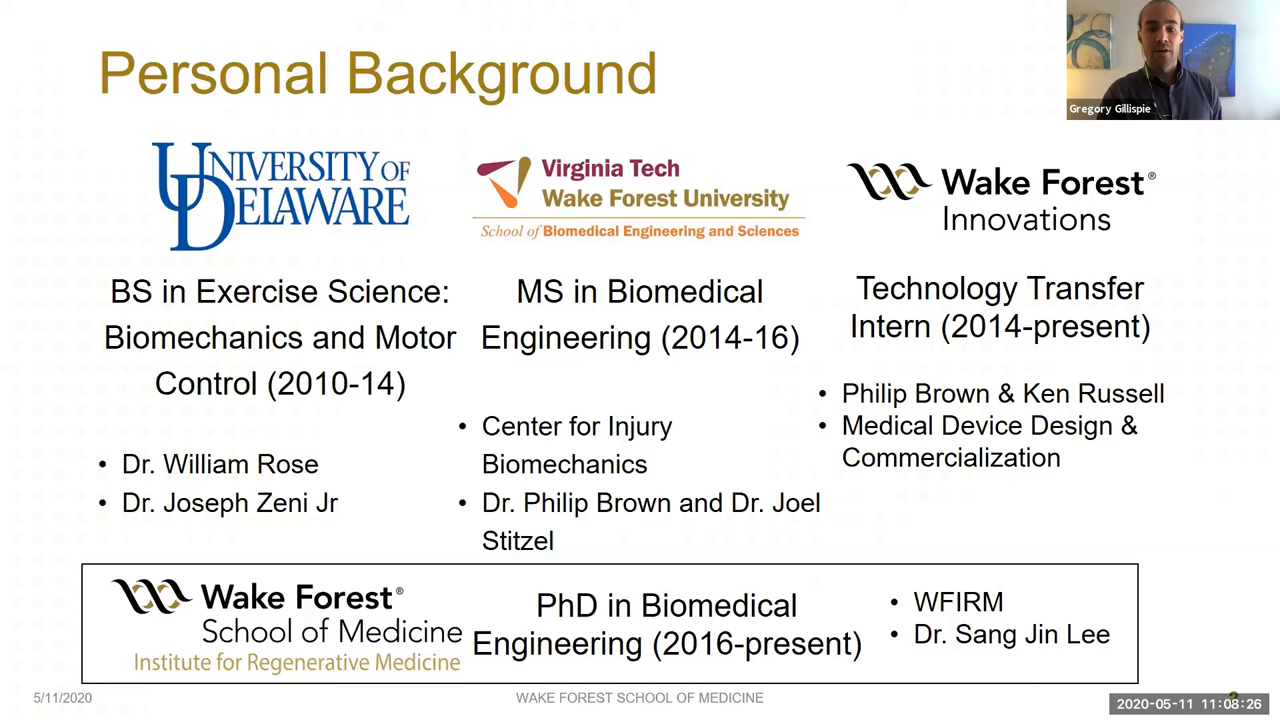 Personal Background
Gregory Gillispie
UNIVERSITY OF
DELAWARE
Virginia Tech
Wake Forest University
School of Biomedical Engineering and Sciences
Wake Forest®
Innovations
BS in Exercise Science:
Biomechanics and Motor
Control (2010-14)
• Dr. William Rose
• Dr. Joseph Zeni Jr
MS in Biomedical
Engineering (2014-16)
• Center for Injury
Biomechanics
• Dr. Philip Brown and Dr. Joel
Stitzel
Technology Transfer
Intern (2014-present)
• Philip Brown & Ken Russell
• Medical Device Design &
Commercialization
Wake Forest®
School of Medicine
Institute for Regenerative Medicine
PhD in Biomedical
Engineering (2016-present)
• WFIRM
• Dr. Sang Jin Lee
5/11/2020
WAKE FOREST SCHOOL OF MEDICINE
2020-05-11 11:08:26